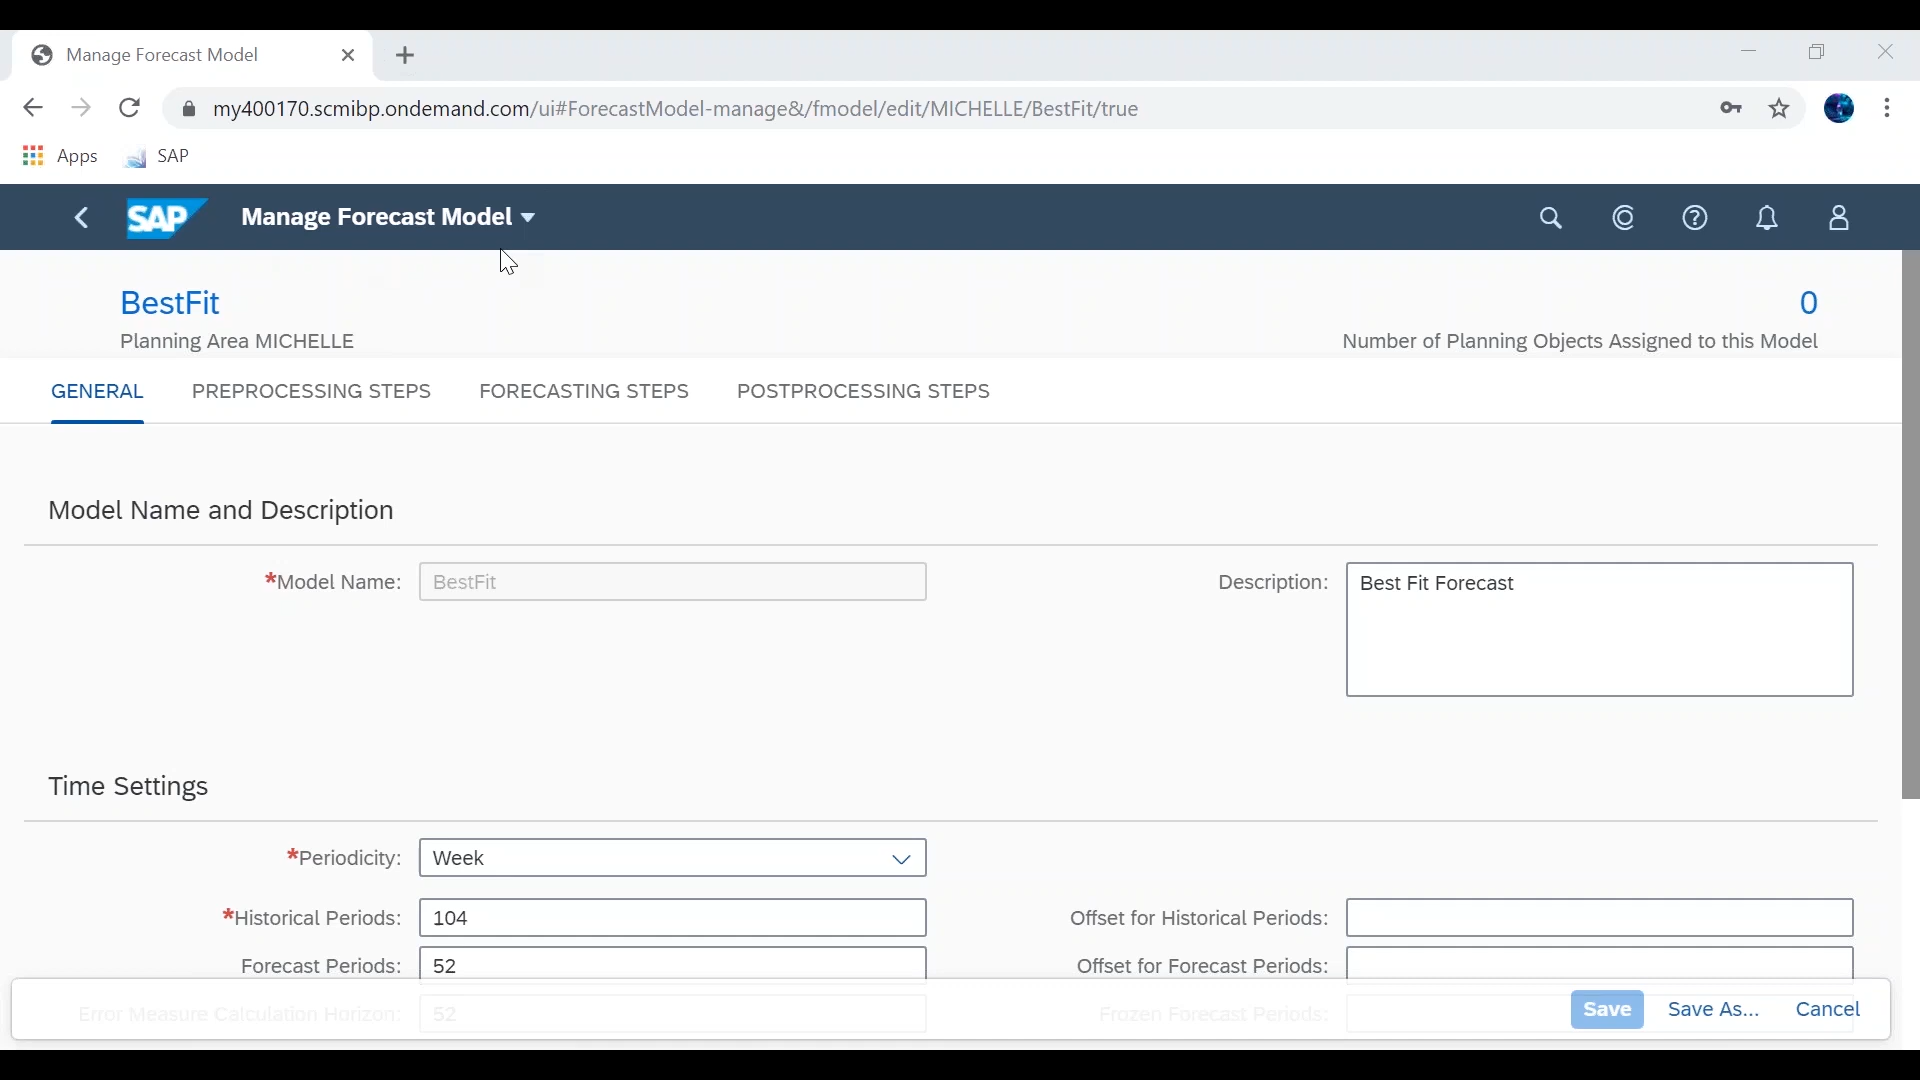 Manage Forecast Model
my400170.scmibp.ondemand.com/ui#ForecastModel-manage&/fmodel/edit/MICHELLE/BestFit/true
Apps SAP
SAP Manage Forecast Model
BestFit 0
Planning Area MICHELLE Number of Planning Objects Assigned to this Model
GENERAL PREPROCESSING STEPS FORECASTING STEPS POSTPROCESSING STEPS
Model Name and Description
*Model Name: BestFit Description: Best Fit Forecast
Time Settings
*Periodicity: Week
*Historical Periods: 104 Offset for Historical Periods:
Forecast Periods: 52 Offset for Forecast Periods:
Error Measure Calculation Horizon: 52 Frozen Forecast Periods:
Save Save As... Cancel